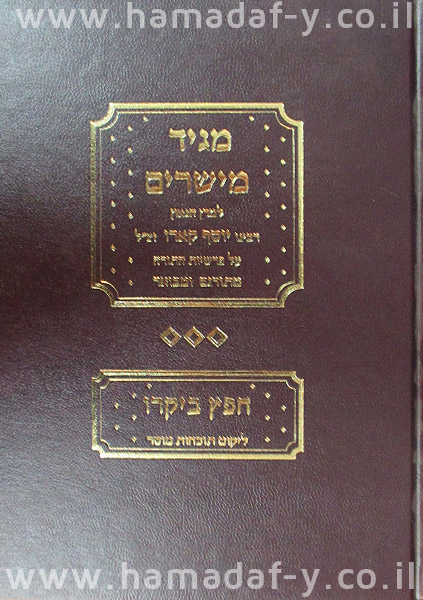 www.hamadaf-y.co.il
מגיד
מישרים
למרן הגאון
רבינו יוסף קארו זצ״ל
על פרשיות התורה
מתורגם ומבואר
חפץ ביקרו
ליקוט תוכחות מוסר
www.hamadaf-y.co.il